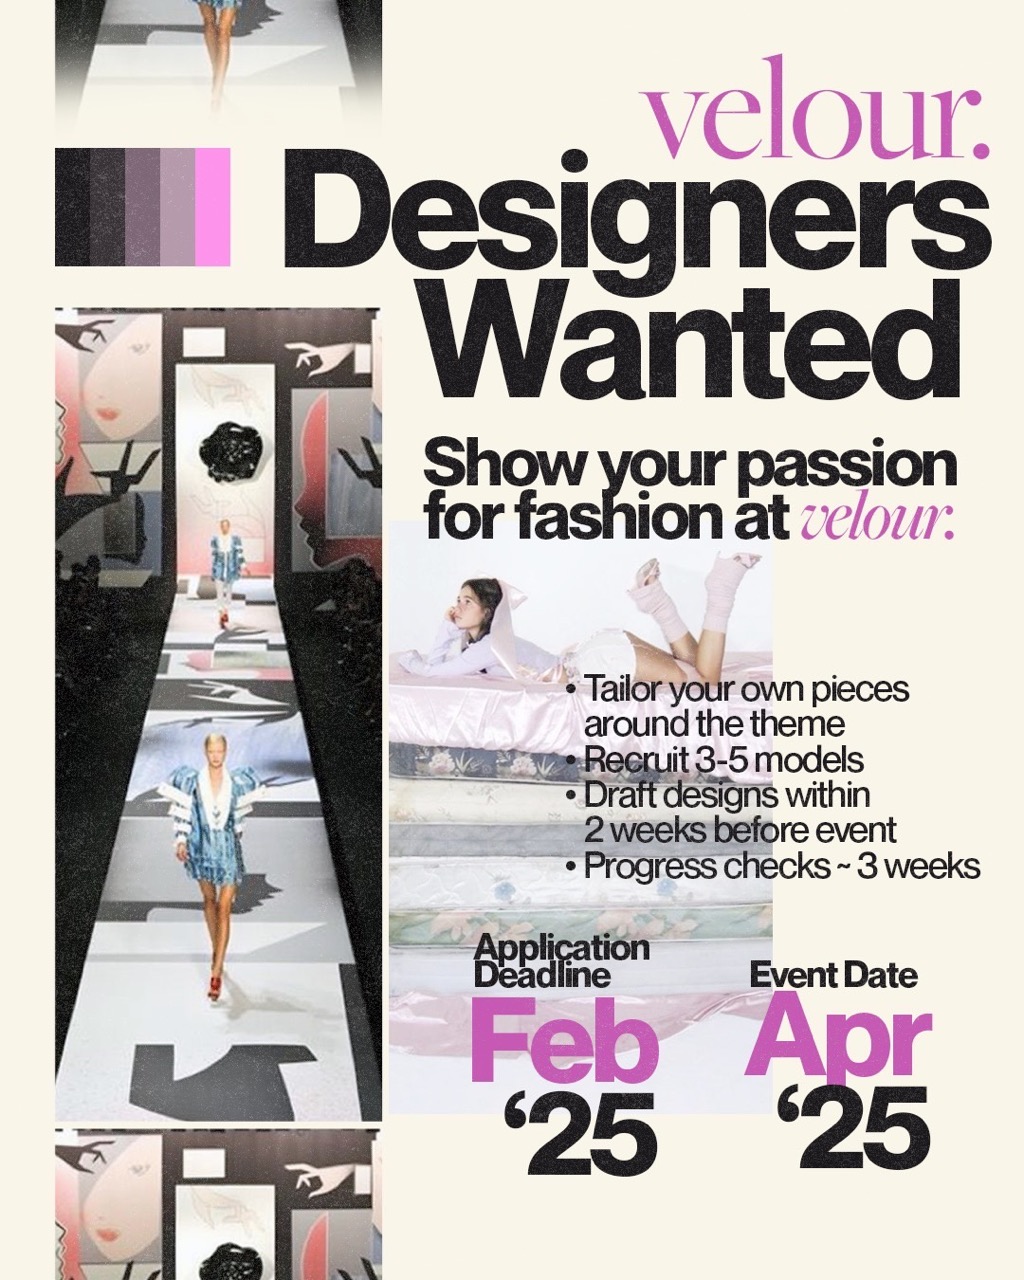 velour.
Designers
Wanted
Show your passion
for fashion at velour.
• Tailor your own pieces
around the theme
• Recruit 3-5 models
• Draft designs within
2 weeks before event
• Progress checks ~ 3 weeks
Application
Deadline
Feb
‘25
Event Date
Apr
‘25